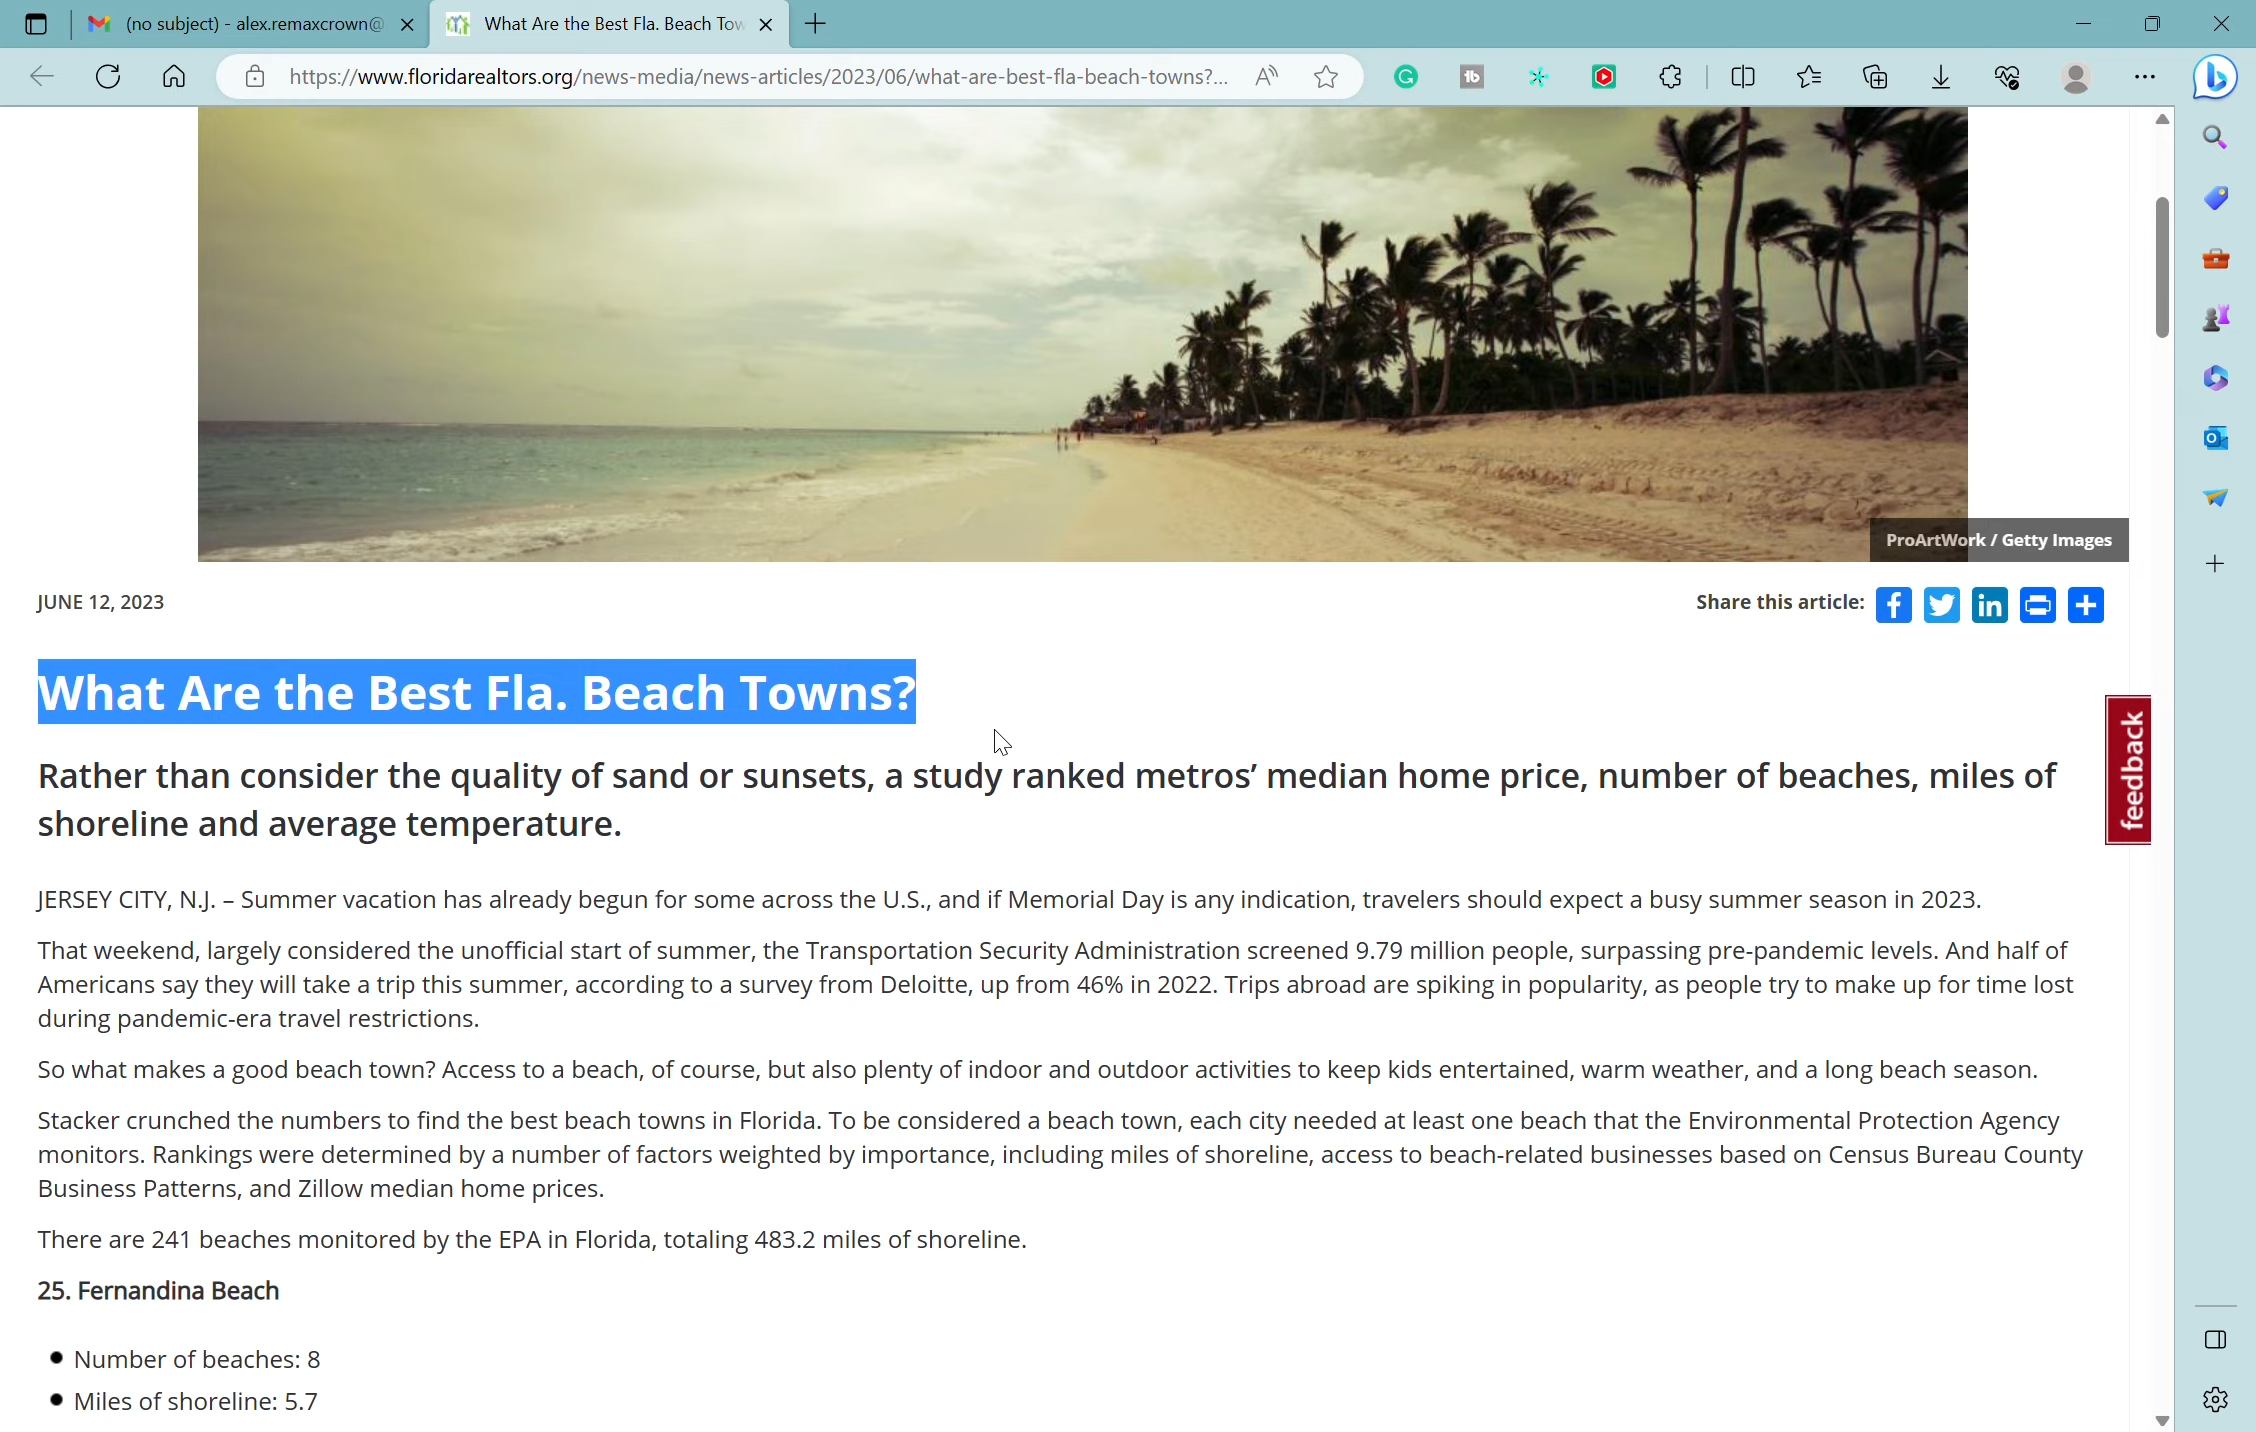 (no subject) - alex.remaxcrown@
What Are the Best Fla. Beach Tow
https://www.floridarealtors.org/news-media/news-articles/2023/06/what-are-best-fla-beach-towns?...
ProArtWork / Getty Images
JUNE 12, 2023
Share this article:
What Are the Best Fla. Beach Towns?
feedback
Rather than consider the quality of sand or sunsets, a study ranked metros’ median home price, number of beaches, miles of
shoreline and average temperature.
JERSEY CITY, N.J. – Summer vacation has already begun for some across the U.S., and if Memorial Day is any indication, travelers should expect a busy summer season in 2023.
That weekend, largely considered the unofficial start of summer, the Transportation Security Administration screened 9.79 million people, surpassing pre-pandemic levels. And half of
Americans say they will take a trip this summer, according to a survey from Deloitte, up from 46% in 2022. Trips abroad are spiking in popularity, as people try to make up for time lost
during pandemic-era travel restrictions.
So what makes a good beach town? Access to a beach, of course, but also plenty of indoor and outdoor activities to keep kids entertained, warm weather, and a long beach season.
Stacker crunched the numbers to find the best beach towns in Florida. To be considered a beach town, each city needed at least one beach that the Environmental Protection Agency
monitors. Rankings were determined by a number of factors weighted by importance, including miles of shoreline, access to beach-related businesses based on Census Bureau County
Business Patterns, and Zillow median home prices.
There are 241 beaches monitored by the EPA in Florida, totaling 483.2 miles of shoreline.
25. Fernandina Beach
Number of beaches: 8
Miles of shoreline: 5.7